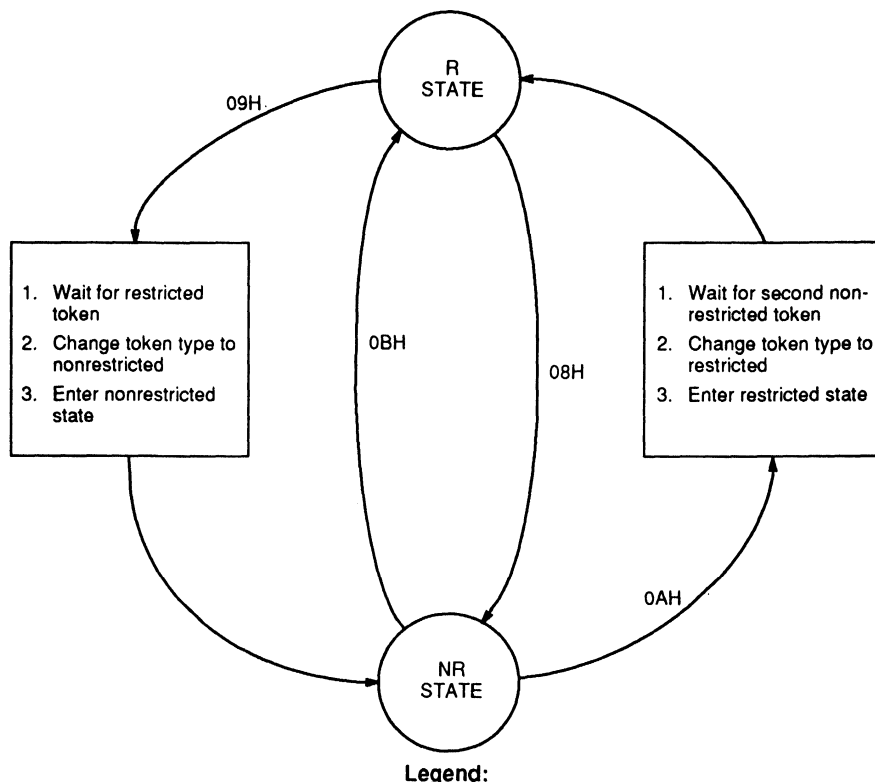 R
STATE
09H
1. Wait for restricted
token
2. Change token type to
nonrestricted
3. Enter nonrestricted
state
0BH
08H
1. Wait for second non-
restricted token
2. Change token type to
restricted
3. Enter restricted state
0AH
NR
STATE
Legend: